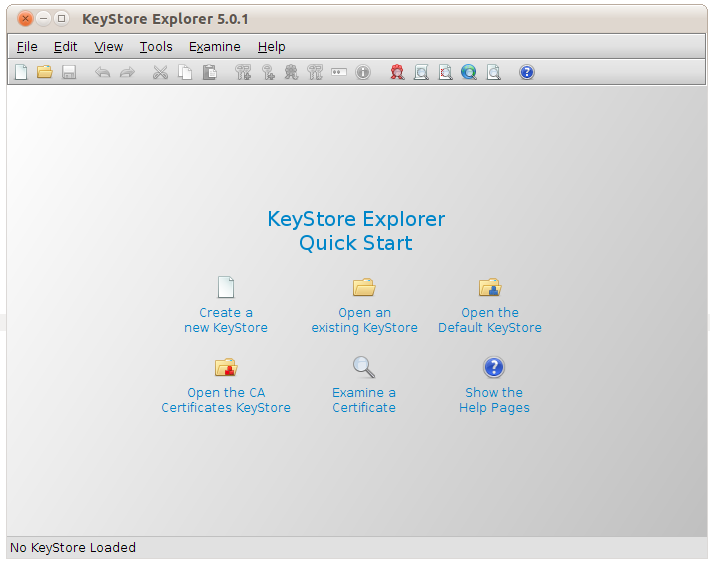 KeyStore Explorer 5.0.1
File Edit View Tools Examine Help
KeyStore Explorer
Quick Start
Create a
new KeyStore
Open an
existing KeyStore
Open the
Default KeyStore
Open the CA
Certificates KeyStore
Examine a
Certificate
Show the
Help Pages
No KeyStore Loaded